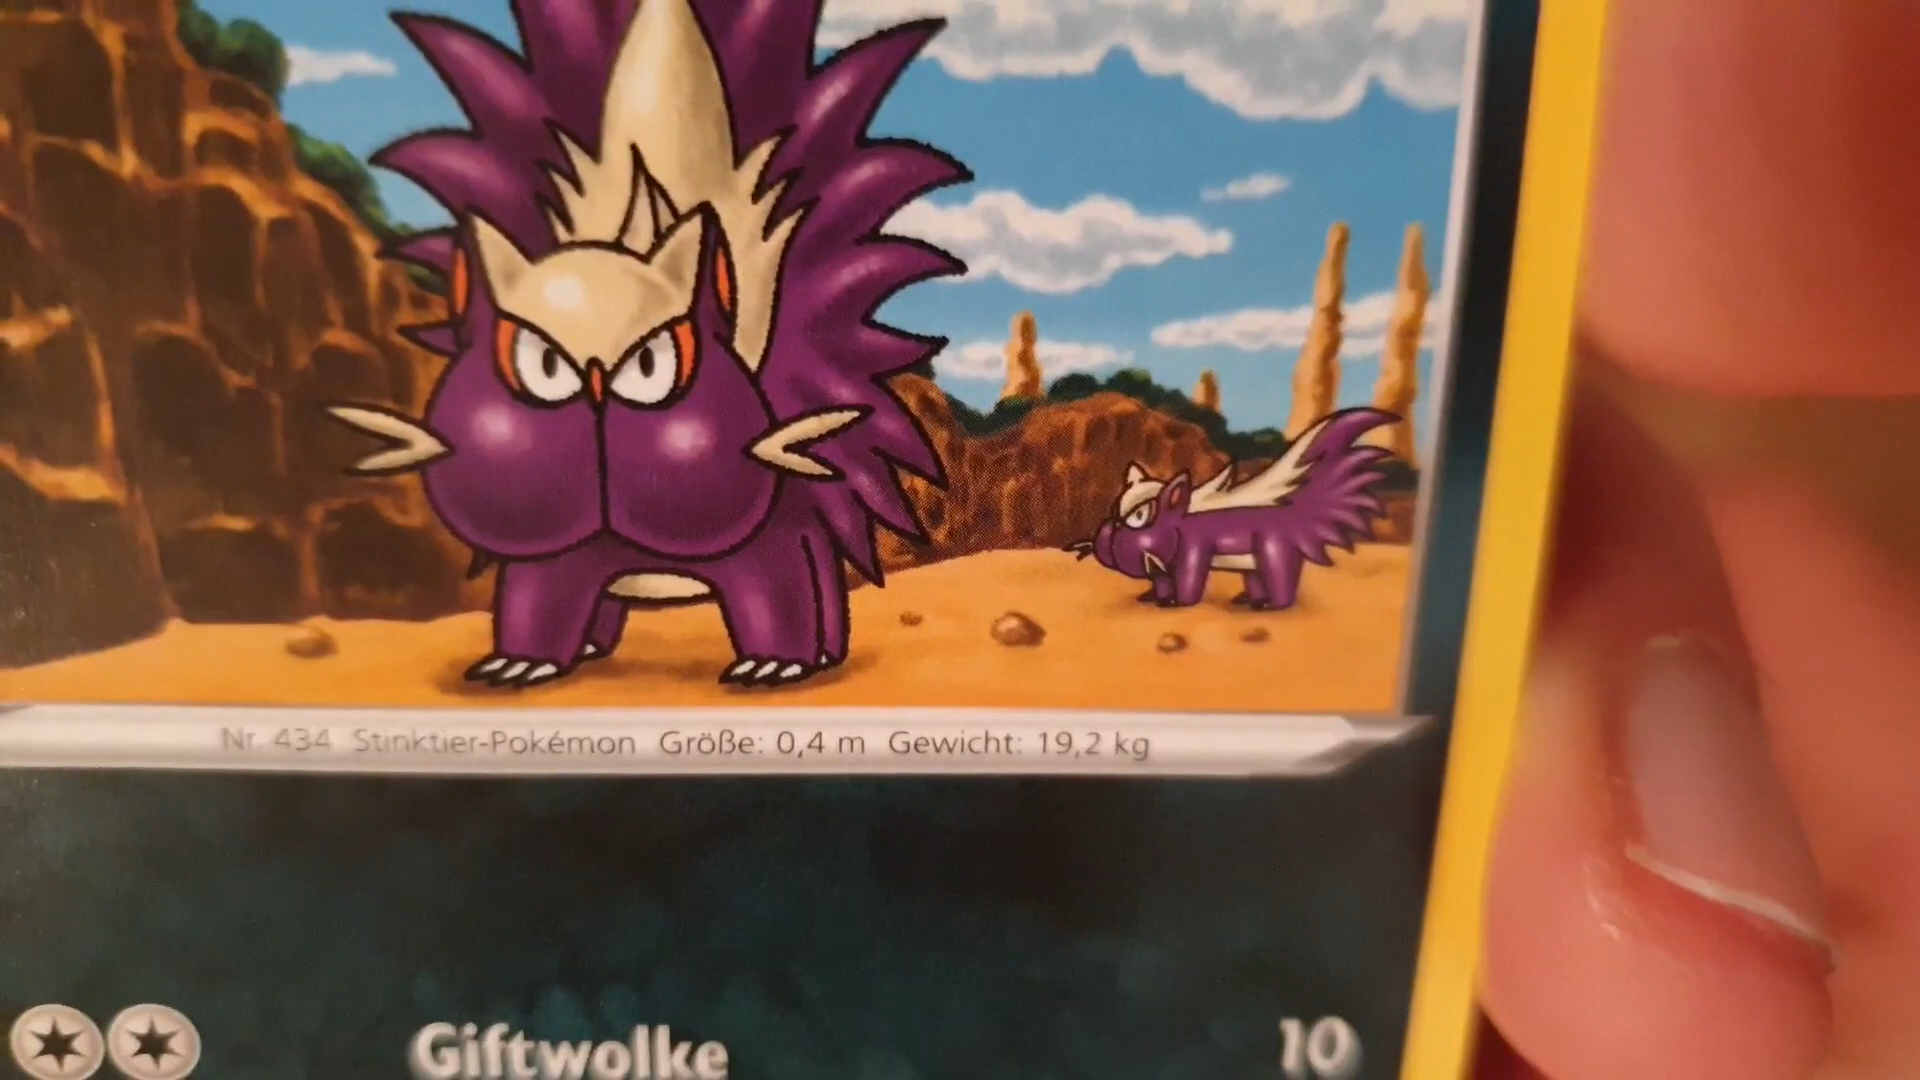 Nr. 434 Stinktier-Pokémon Größe: 0,4 m Gewicht: 19,2 kg
Giftwolke 10